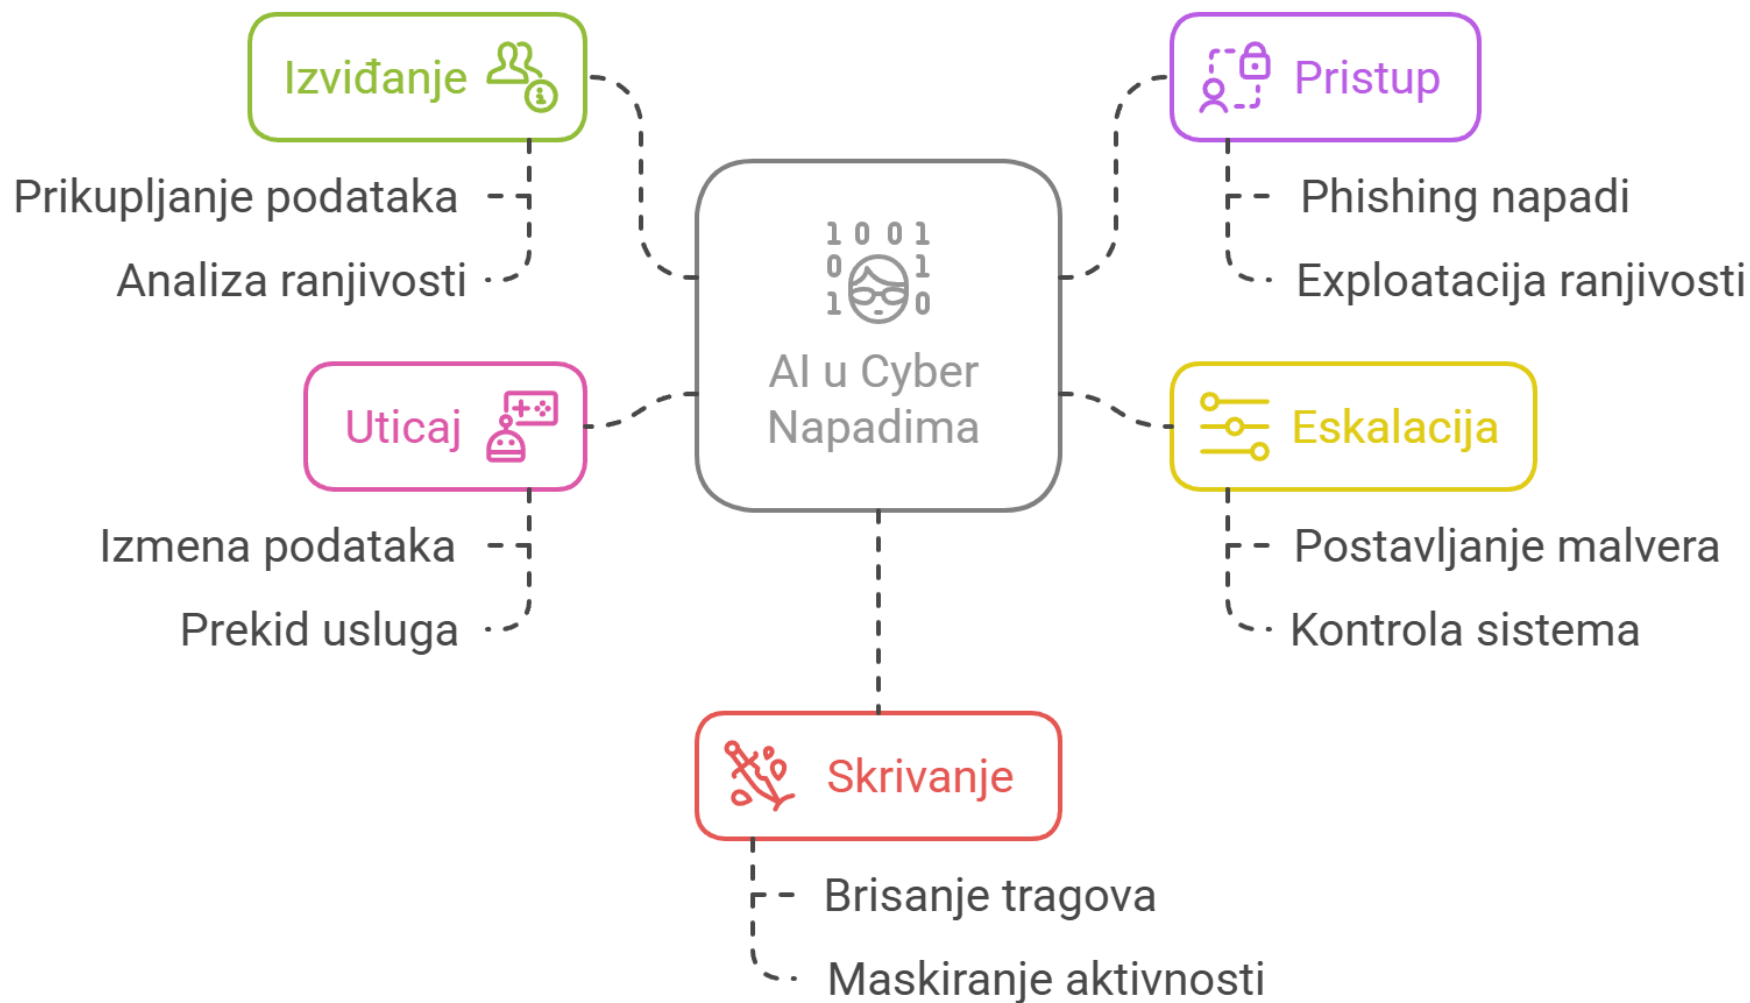 Izviđanje
Prikupljanje podataka
Analiza ranjivosti
Pristup
Phishing napadi
Exploatacija ranjivosti
1 0 0 1
0 1
1 0
AI u Cyber
Napadima
Uticaj
Izmena podataka
Prekid usluga
Eskalacija
Postavljanje malvera
Kontrola sistema
Skrivanje
Brisanje tragova
Maskiranje aktivnosti